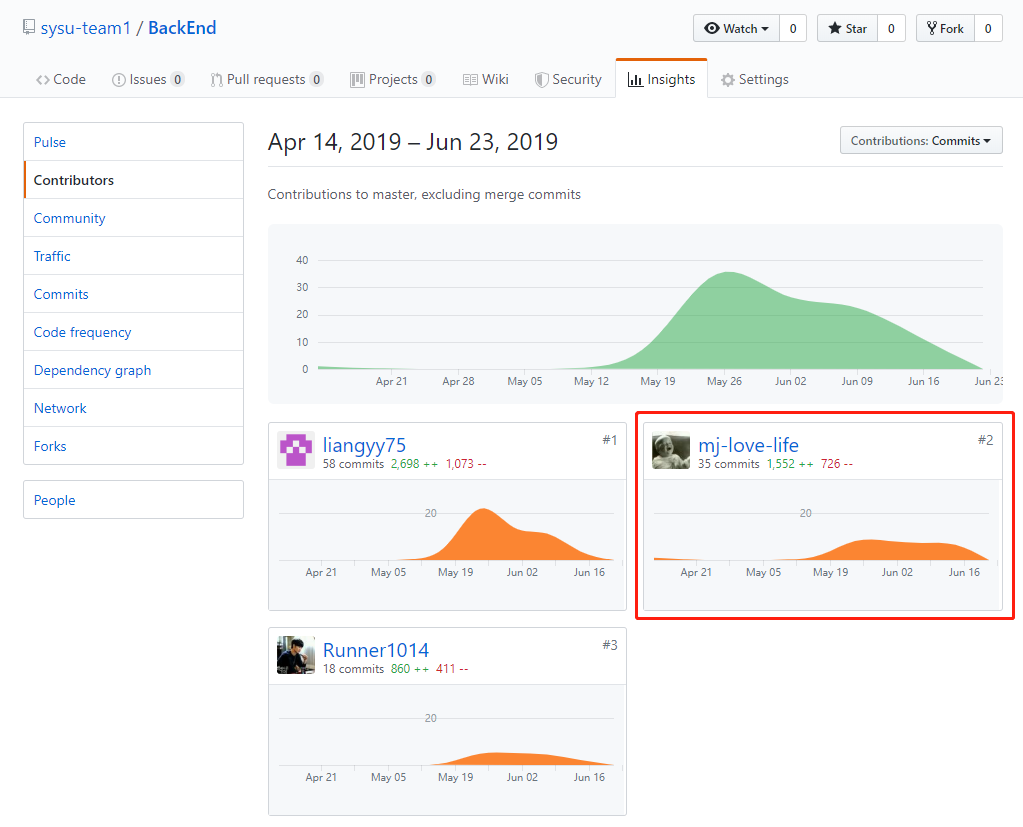 sysu-team1 / BackEnd
Watch 0 Star 0 Fork 0
Code Issues 0 Pull requests 0 Projects 0 Wiki Security Insights Settings
Pulse
Contributors
Community
Traffic
Commits
Code frequency
Dependency graph
Network
Forks
People
Apr 14, 2019 – Jun 23, 2019
Contributions: Commits
Contributions to master, excluding merge commits
40
30
20
10
0
Apr 21 Apr 28 May 05 May 12 May 19 May 26 Jun 02 Jun 09 Jun 16 Jun 23
liangyy75 #1
58 commits 2,698 ++ 1,073 --
20
Apr 21 May 05 May 19 Jun 02 Jun 16
mj-love-life #2
35 commits 1,552 ++ 726 --
20
Apr 21 May 05 May 19 Jun 02 Jun 16
Runner1014 #3
18 commits 860 ++ 411 --
20
Apr 21 May 05 May 19 Jun 02 Jun 16